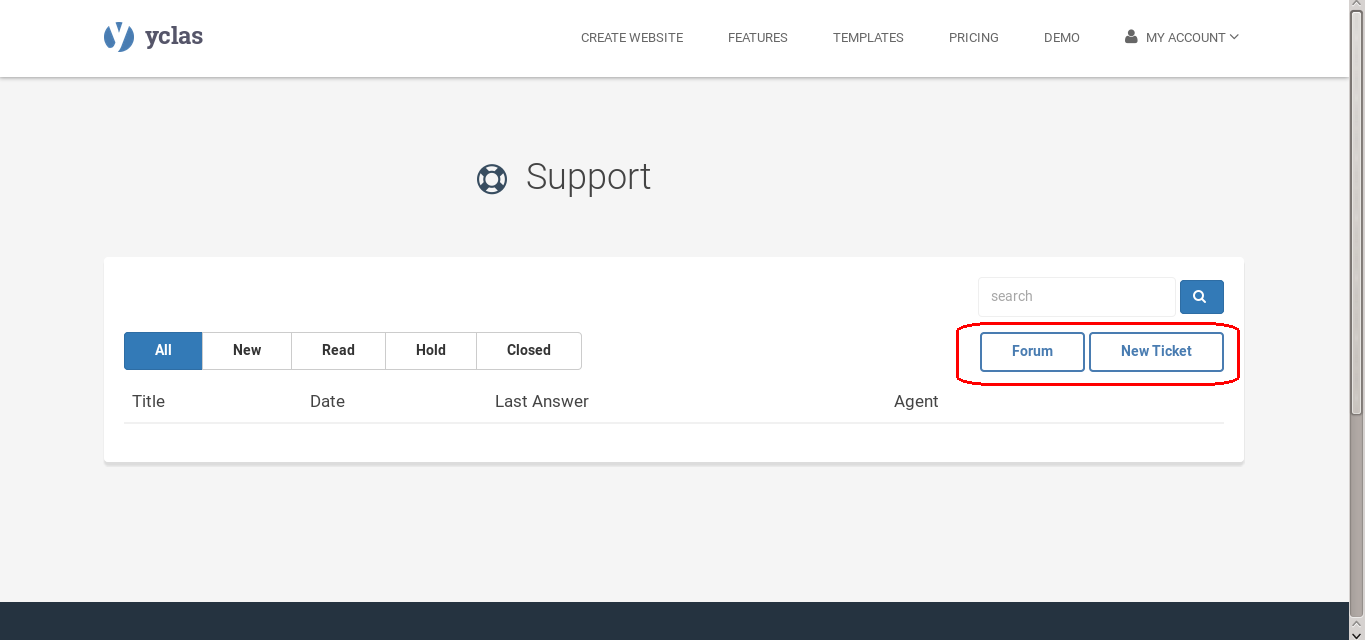 yclas
CREATE WEBSITE FEATURES TEMPLATES PRICING DEMO MY ACCOUNT
Support
search
All New Read Hold Closed Forum New Ticket
Title Date Last Answer Agent